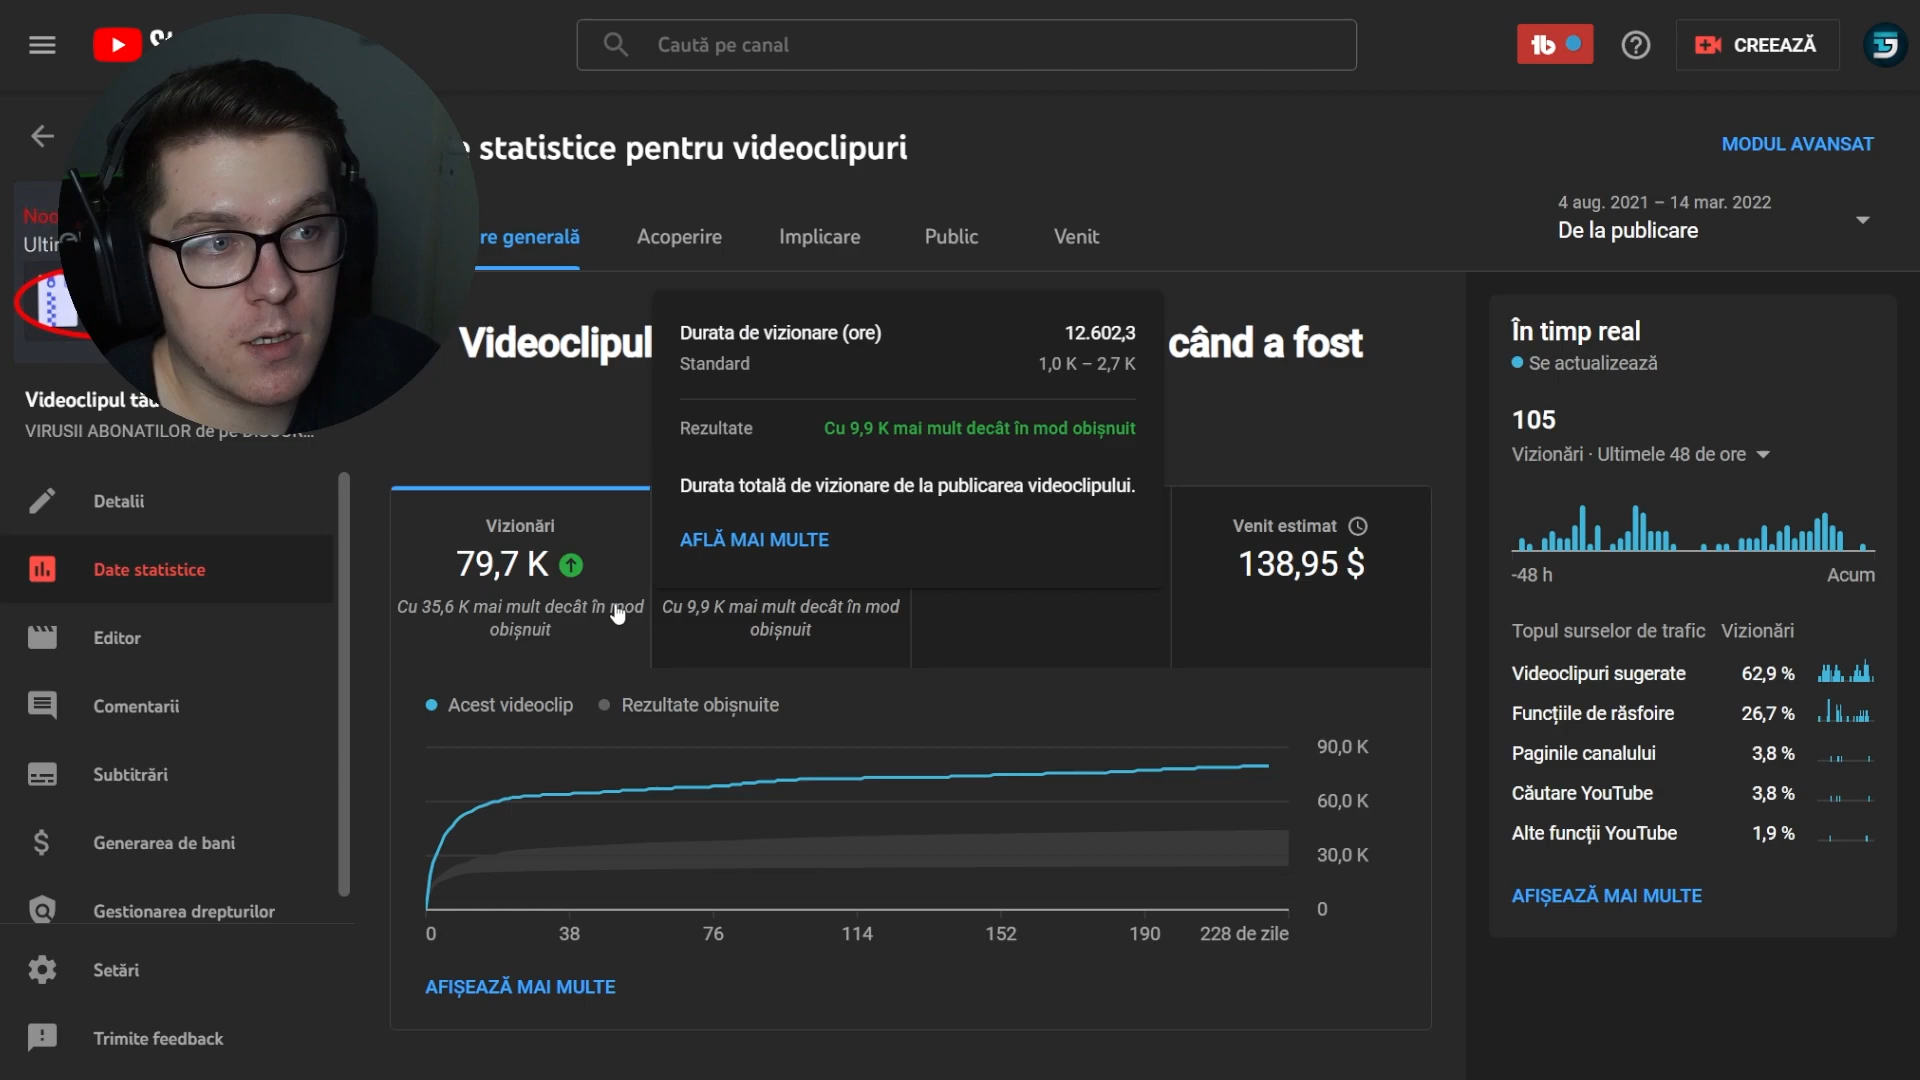 Caută pe canal
CREEAZĂ
statistice pentru videoclipuri
MODUL AVANSAT
4 aug. 2021 – 14 mar. 2022
De la publicare
re generală
Acoperire
Implicare
Public
Venit
Videoclipul
când a fost
Durata de vizionare (ore)
12.602,3
Standard
1,0 K – 2,7 K
Rezultate
Cu 9,9 K mai mult decât în mod obișnuit
Durata totală de vizionare de la publicarea videoclipului.
AFLĂ MAI MULTE
Videoclipul
VIRUSII ABONATILOR de pe
Detalii
Date statistice
Editor
Comentarii
Subtitrări
Generarea de bani
Gestionarea drepturilor
Setări
Trimite feedback
Vizionări
79,7 K
Cu 35,6 K mai mult decât în mod
obișnuit
Cu 9,9 K mai mult decât în mod
obișnuit
Venit estimat
138,95 $
Acest videoclip
Rezultate obișnuite
90,0 K
60,0 K
30,0 K
0
0
38
76
114
152
190
228 de zile
AFIȘEAZĂ MAI MULTE
În timp real
Se actualizează
105
Vizionări · Ultimele 48 de ore
-48 h
Acum
Topul surselor de trafic
Vizionări
Videoclipuri sugerate
62,9 %
Funcțiile de răsfoire
26,7 %
Paginile canalului
3,8 %
Căutare YouTube
3,8 %
Alte funcții YouTube
1,9 %
AFIȘEAZĂ MAI MULTE